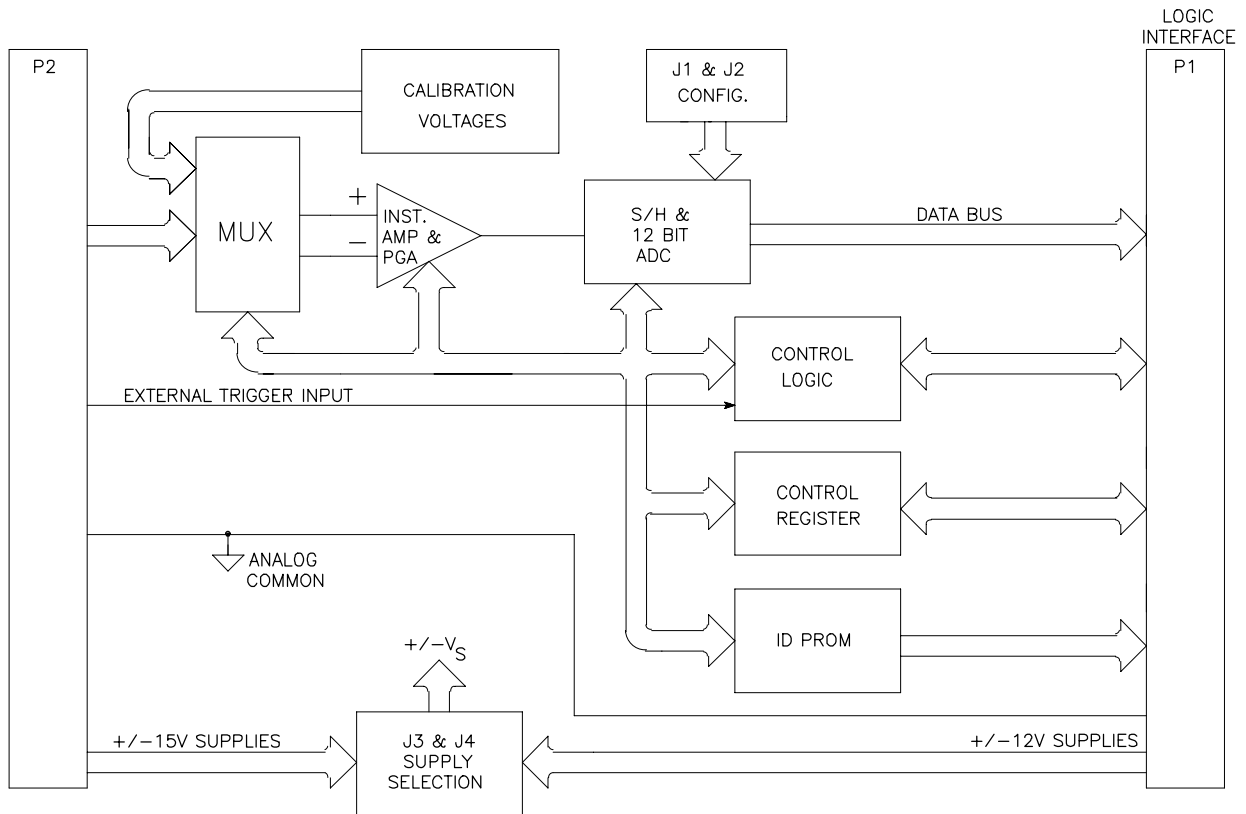 LOGIC
INTERFACE
P2
P1
CALIBRATION
VOLTAGES
J1 & J2
CONFIG.
MUX
+
−
INST.
AMP &
PGA
S/H &
12 BIT
ADC
DATA BUS
CONTROL
LOGIC
EXTERNAL TRIGGER INPUT
CONTROL
REGISTER
ANALOG
COMMON
ID PROM
+/−VS
+/−15V SUPPLIES
J3 & J4
SUPPLY
SELECTION
+/−12V SUPPLIES